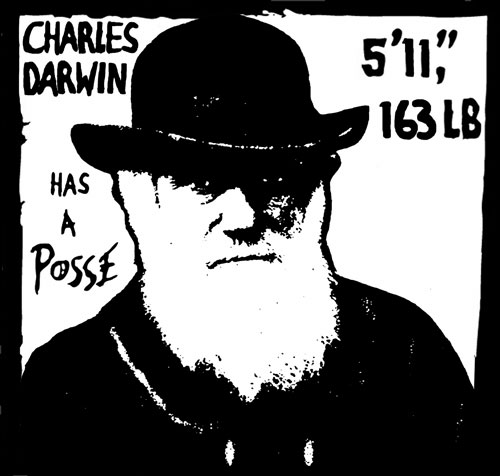 CHARLES
DARWIN
HAS
A
POSSE
5'11",
163 LB